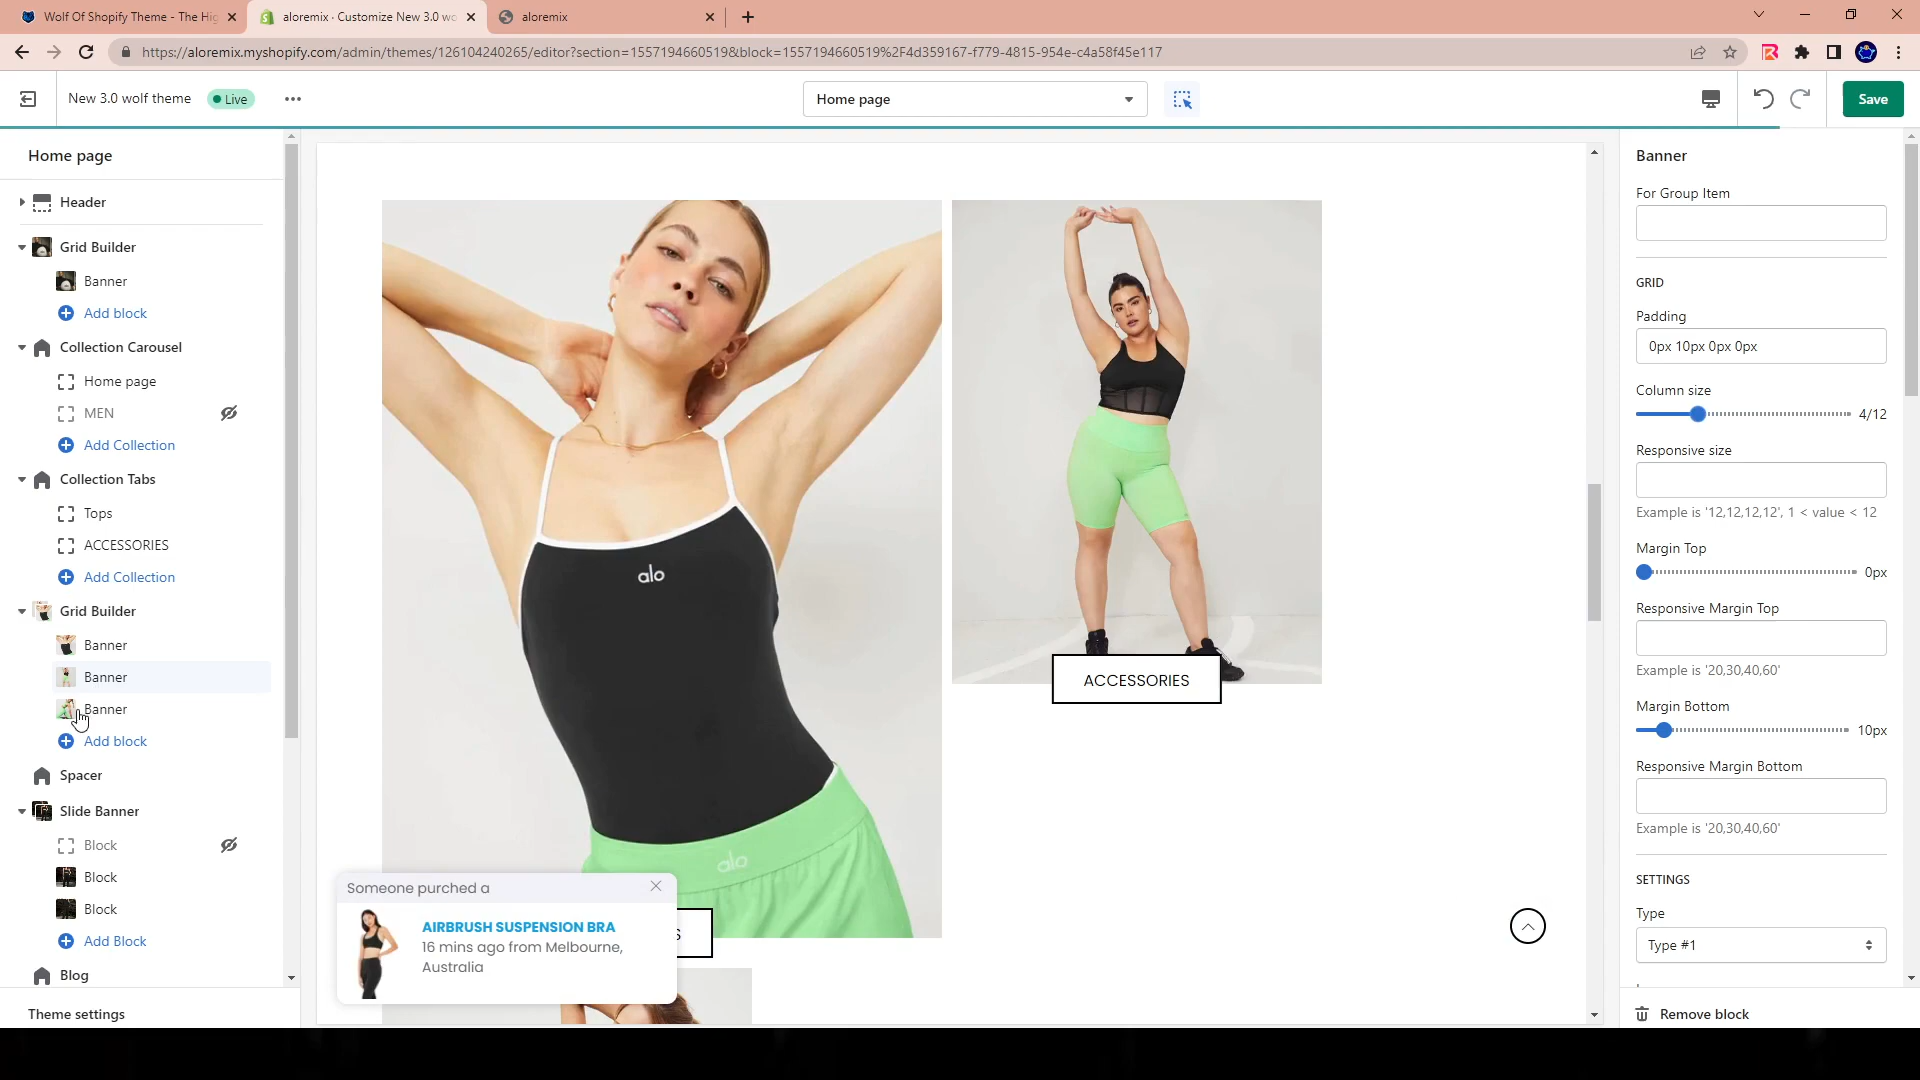 Wolf Of Shopify Theme - The Hig
aloremix · Customize New 3.0 wo
aloremix
https://aloremix.myshopify.com/admin/themes/126104240265/editor?section=1557194660519&block=1557194660519%2F4d359167-f779-4815-954e-c4a58f45e117
New 3.0 wolf theme
Live
Home page
Save
Home page
Header
Grid Builder
Banner
Add block
Collection Carousel
Home page
MEN
Add Collection
Collection Tabs
Tops
ACCESSORIES
Add Collection
Grid Builder
Banner
Banner
Banner
Add block
Spacer
Slide Banner
Block
Block
Block
Add Block
Blog
Theme settings
alo
alo
ACCESSORIES
S
Someone purched a
AIRBRUSH SUSPENSION BRA
16 mins ago from Melbourne,
Australia
Banner
For Group Item
GRID
Padding
0px 10px 0px 0px
Column size
4/12
Responsive size
Example is '12,12,12,12', 1 < value < 12
Margin Top
0px
Responsive Margin Top
Example is '20,30,40,60'
Margin Bottom
10px
Responsive Margin Bottom
Example is '20,30,40,60'
SETTINGS
Type
Type #1
Remove block